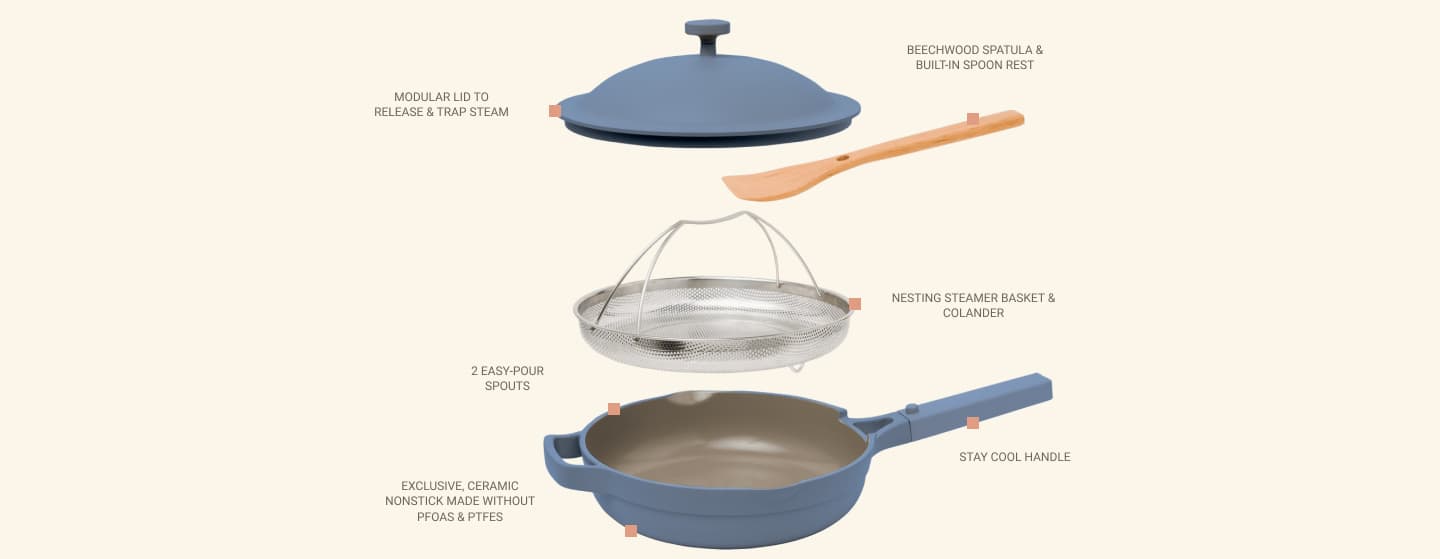 BEECHWOOD SPATULA &
BUILT-IN SPOON REST
MODULAR LID TO
RELEASE & TRAP STEAM
NESTING STEAMER BASKET &
COLANDER
2 EASY-POUR
SPOUTS
STAY COOL HANDLE
EXCLUSIVE, CERAMIC
NONSTICK MADE WITHOUT
PFOAS & PTFES